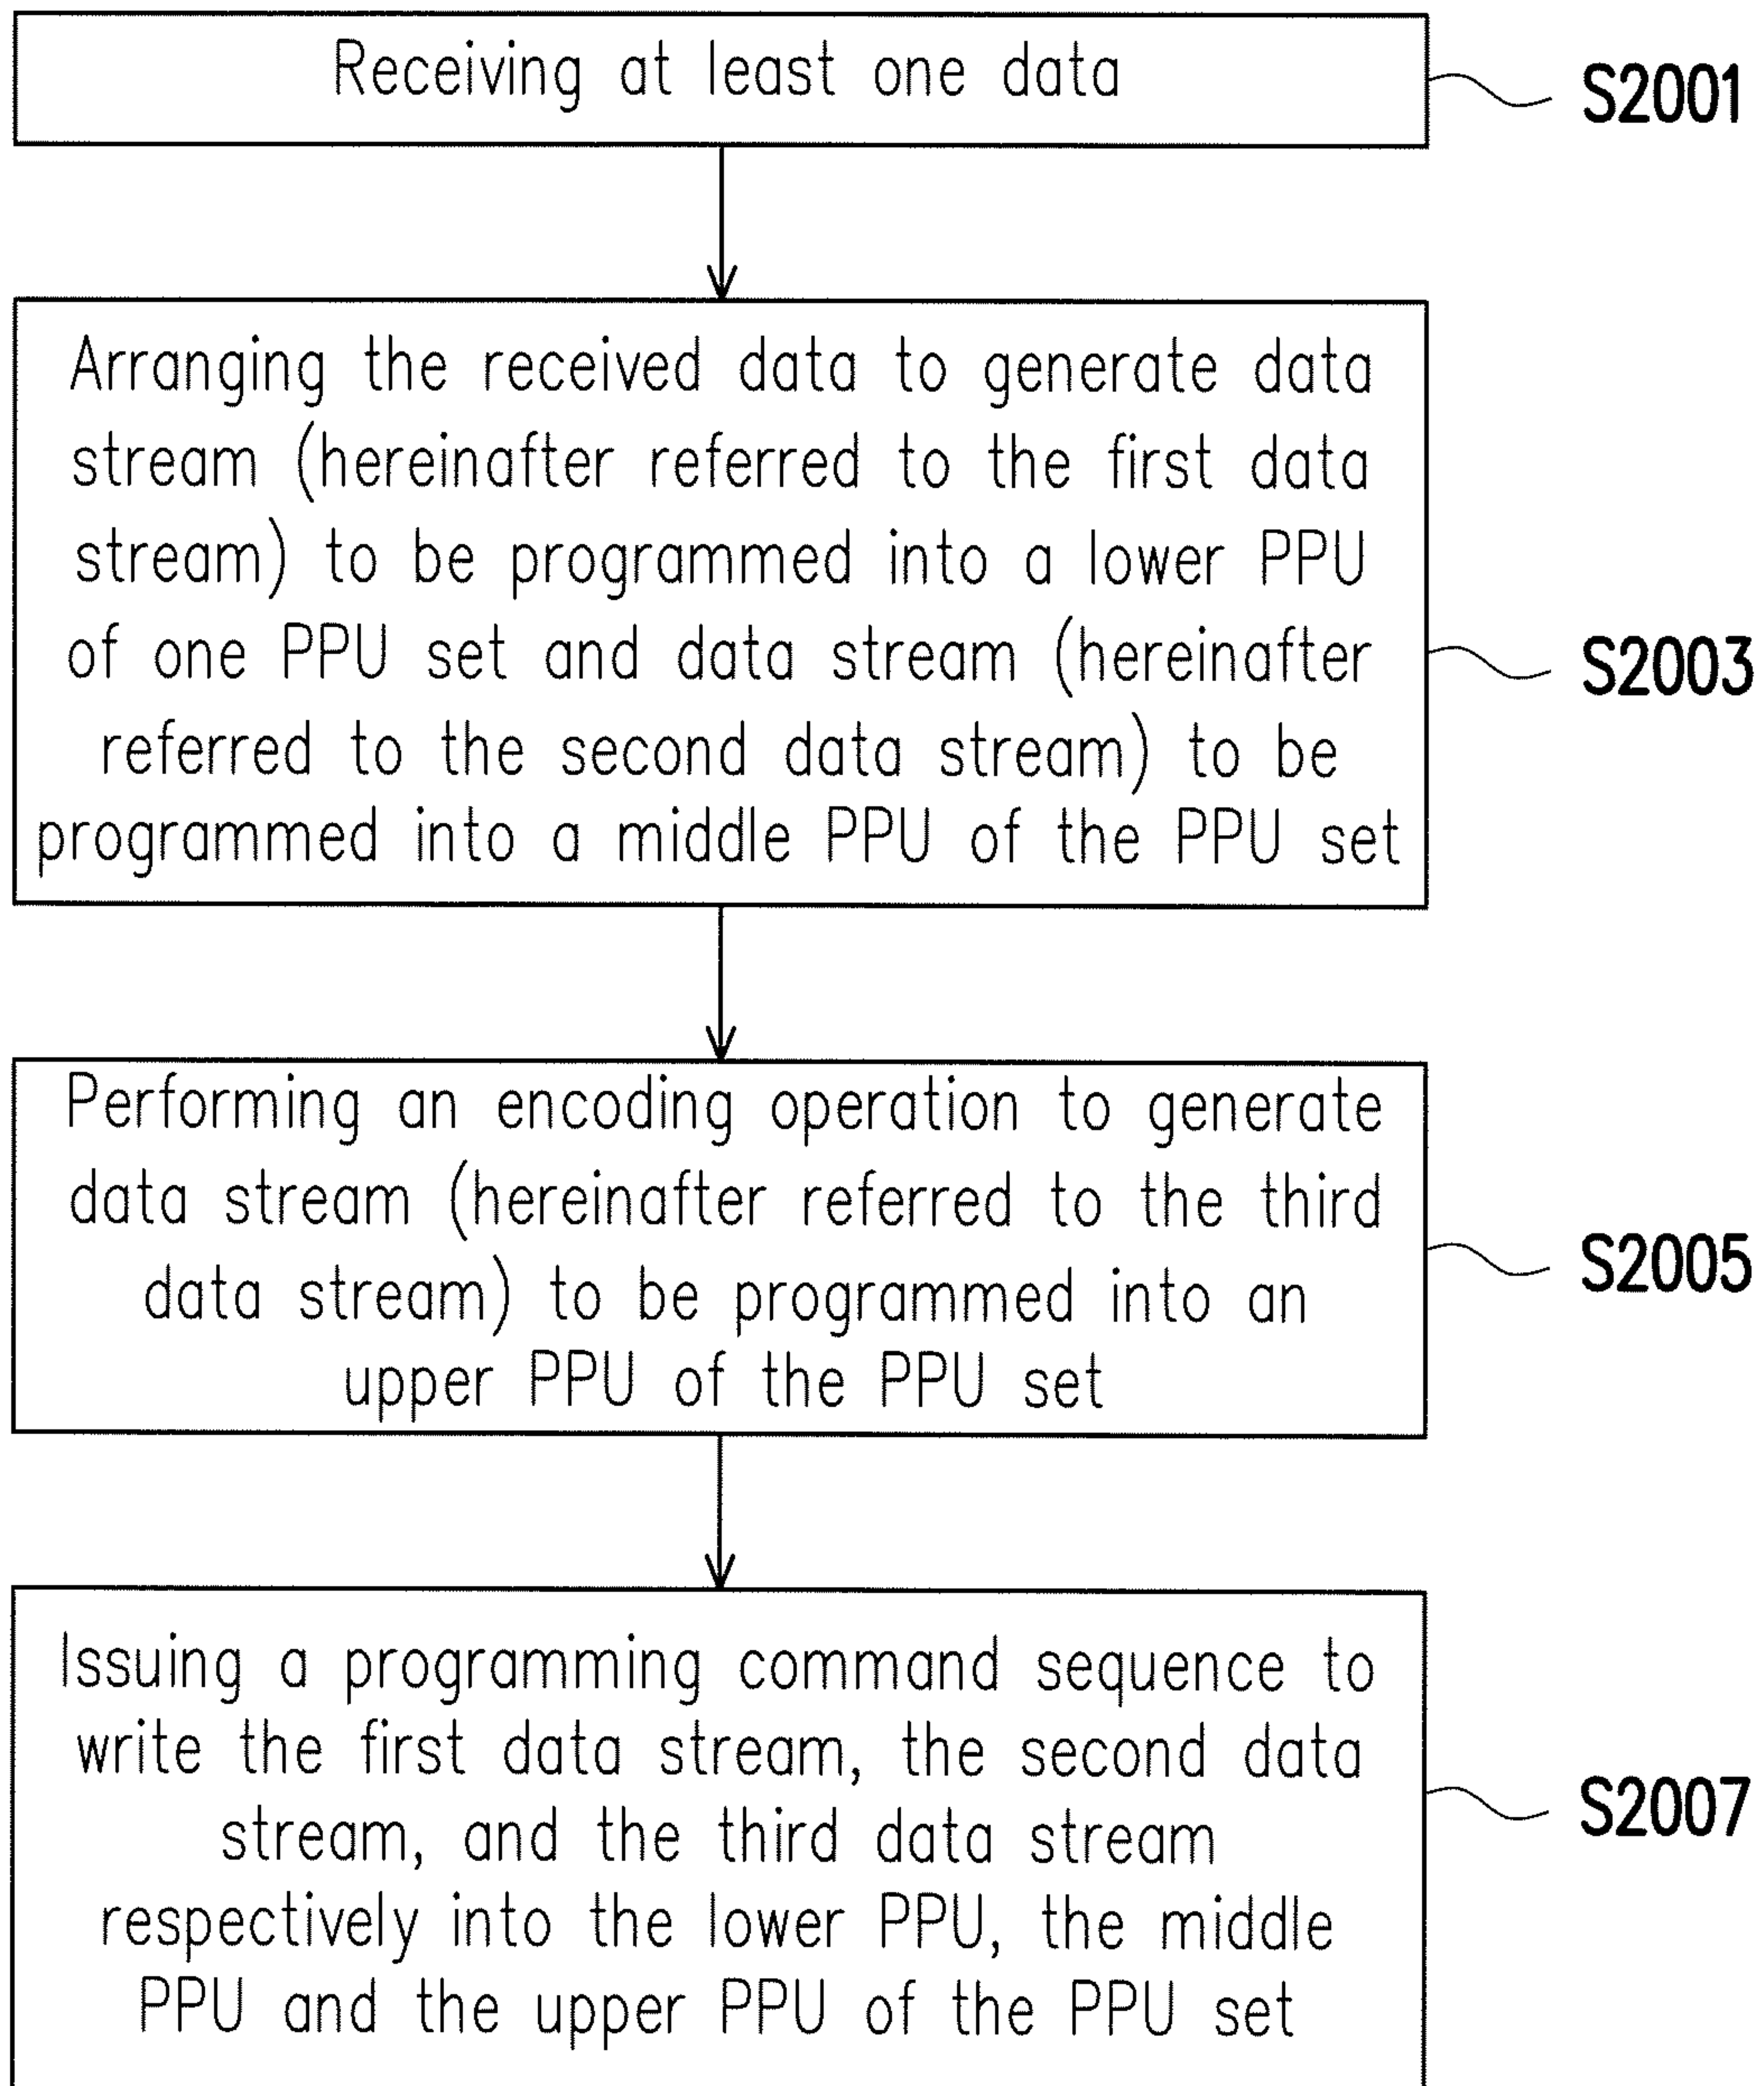 Receiving at least one data
S2001
Arranging the received data to generate data
stream (hereinafter referred to the first data
stream) to be programmed into a lower PPU
of one PPU set and data stream (hereinafter
referred to the second data stream) to be
programmed into a middle PPU of the PPU set
S2003
Performing an encoding operation to generate
data stream (hereinafter referred to the third
data stream) to be programmed into an
upper PPU of the PPU set
S2005
Issuing a programming command sequence to
write the first data stream, the second data
stream, and the third data stream
respectively into the lower PPU, the middle
PPU and the upper PPU of the PPU set
S2007